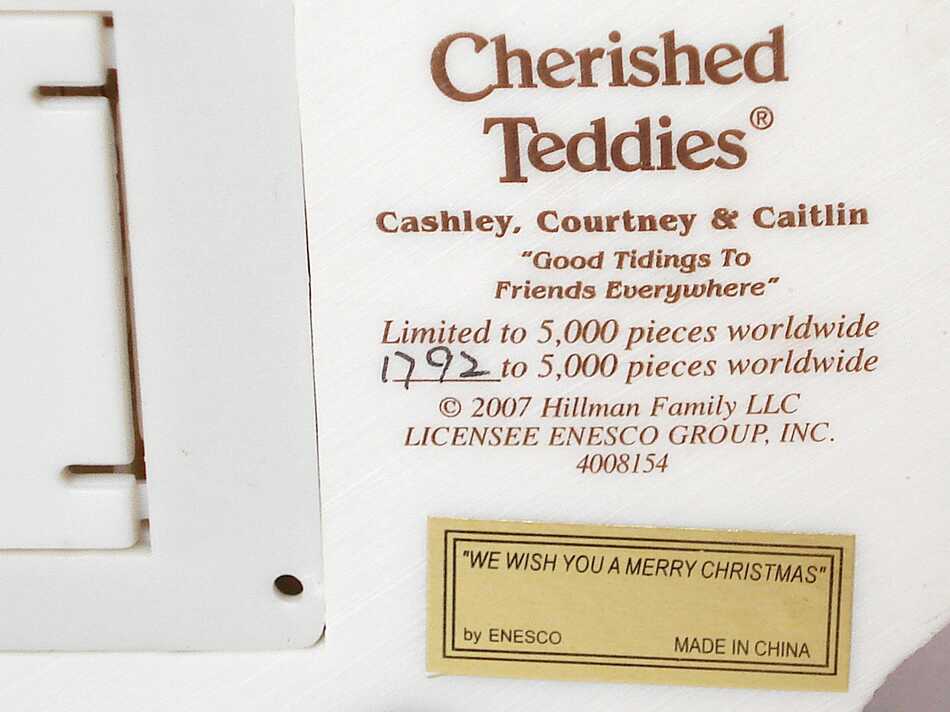 Cherished
Teddies®
Cashley, Courtney & Caitlin
"Good Tidings To
Friends Everywhere"
Limited to 5,000 pieces worldwide
1792 to 5,000 pieces worldwide
© 2007 Hillman Family LLC
LICENSEE ENESCO GROUP, INC.
4008154
"WE WISH YOU A MERRY CHRISTMAS"
by ENESCO MADE IN CHINA